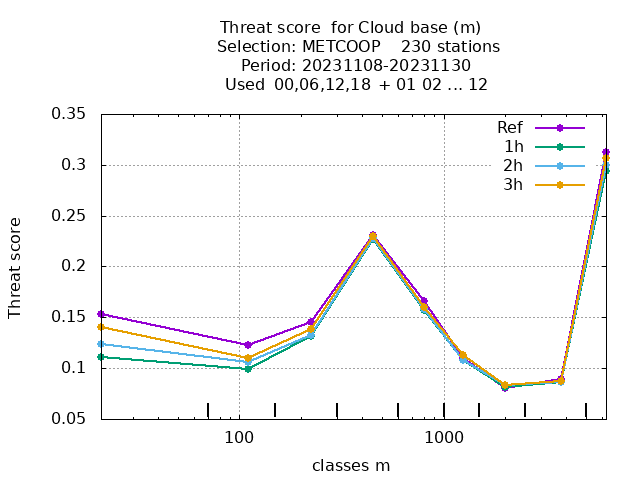 Threat score  for Cloud base (m)
Selection: METCOOP    230 stations
Period: 20231108-20231130
Used  00,06,12,18 + 01 02 ... 12
0.35
0.3
0.25
0.2
0.15
0.1
0.05
Threat score
Ref
1h
2h
3h
100
1000
classes m